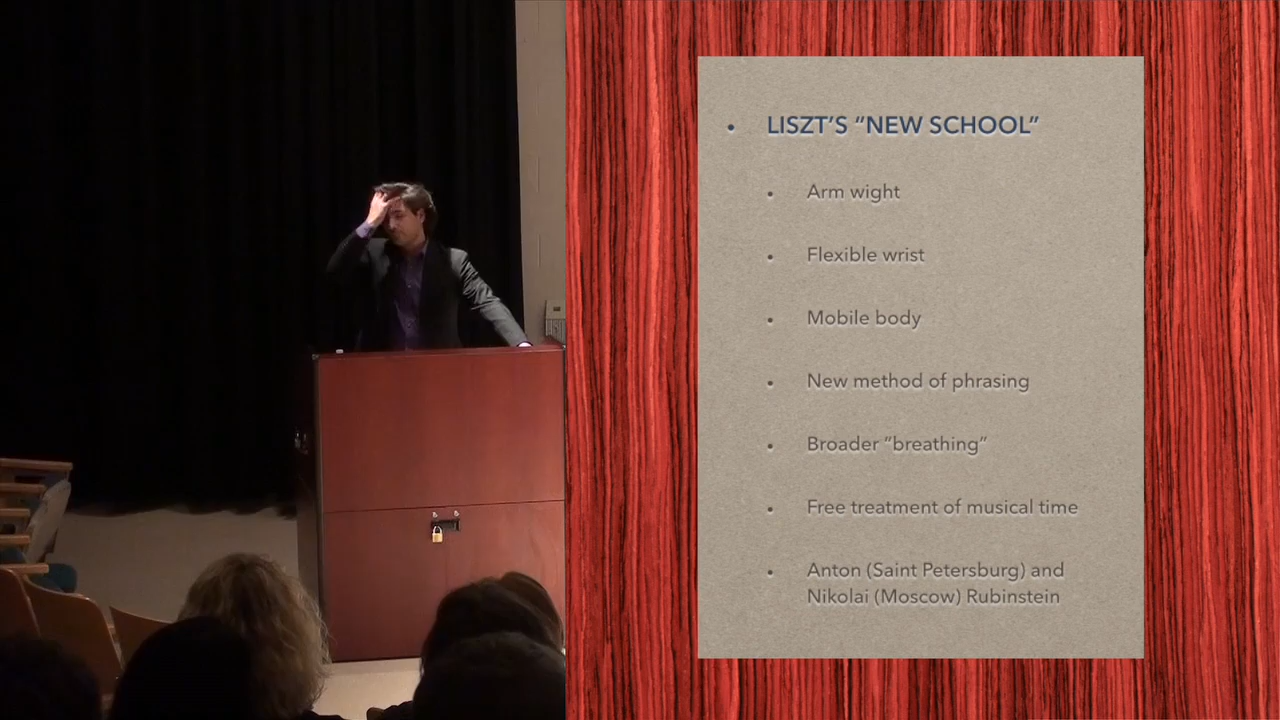 • LISZT'S “NEW SCHOOL”
• Arm wight
• Flexible wrist
• Mobile body
• New method of phrasing
• Broader “breathing”
• Free treatment of musical time
• Anton (Saint Petersburg) and
Nikolai (Moscow) Rubinstein